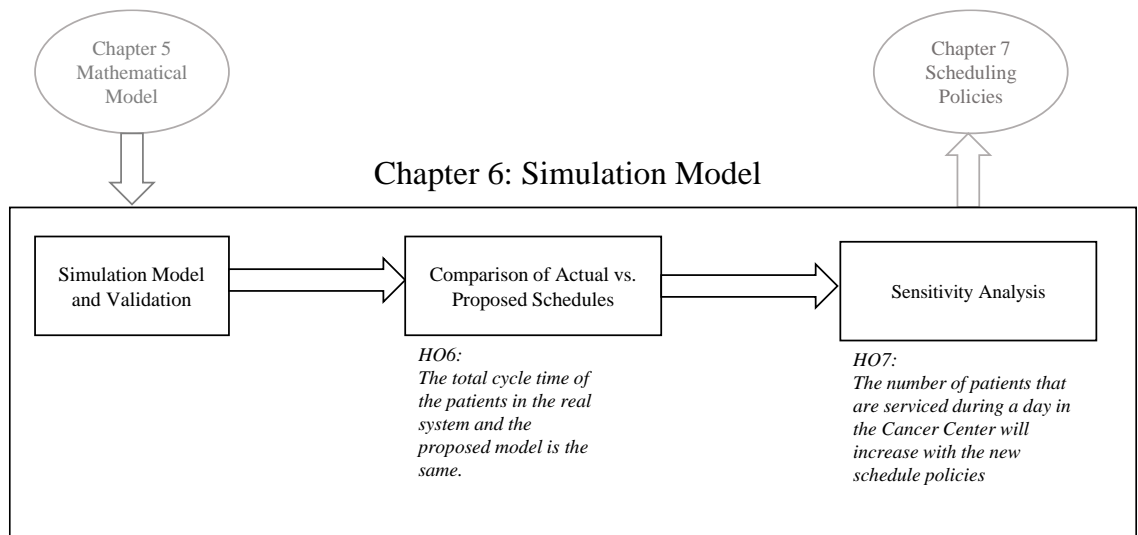 Chapter 5
Mathematical
Model
Chapter 7
Scheduling
Policies
Chapter 6: Simulation Model
Simulation Model
and Validation
Comparison of Actual vs.
Proposed Schedules
Sensitivity Analysis
HO6:
The total cycle time of
the patients in the real
system and the
proposed model is the
same.
HO7:
The number of patients that
are serviced during a day in
the Cancer Center will
increase with the new
schedule policies